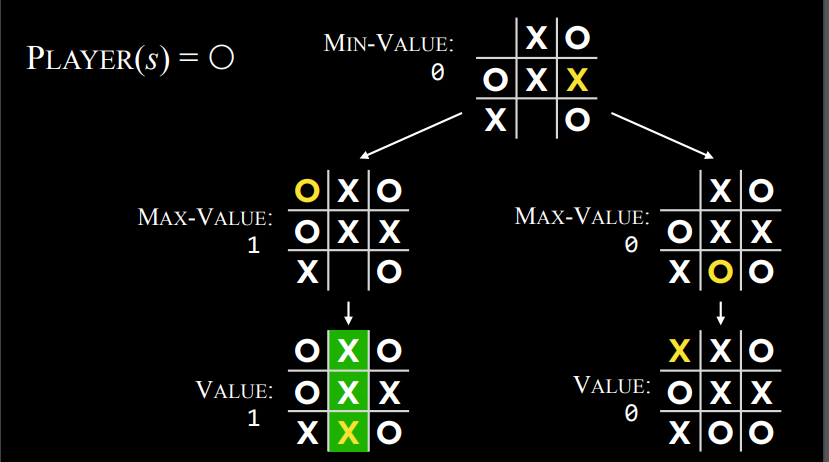 PLAYER(s) = O
MIN-VALUE:
0
X O
O X X
X O
MAX-VALUE:
1
O X O
O X X
X O
MAX-VALUE:
0
X O
O X X
X O O
VALUE:
1
O X O
O X X
X X O
VALUE:
0
X X O
O X X
X O O